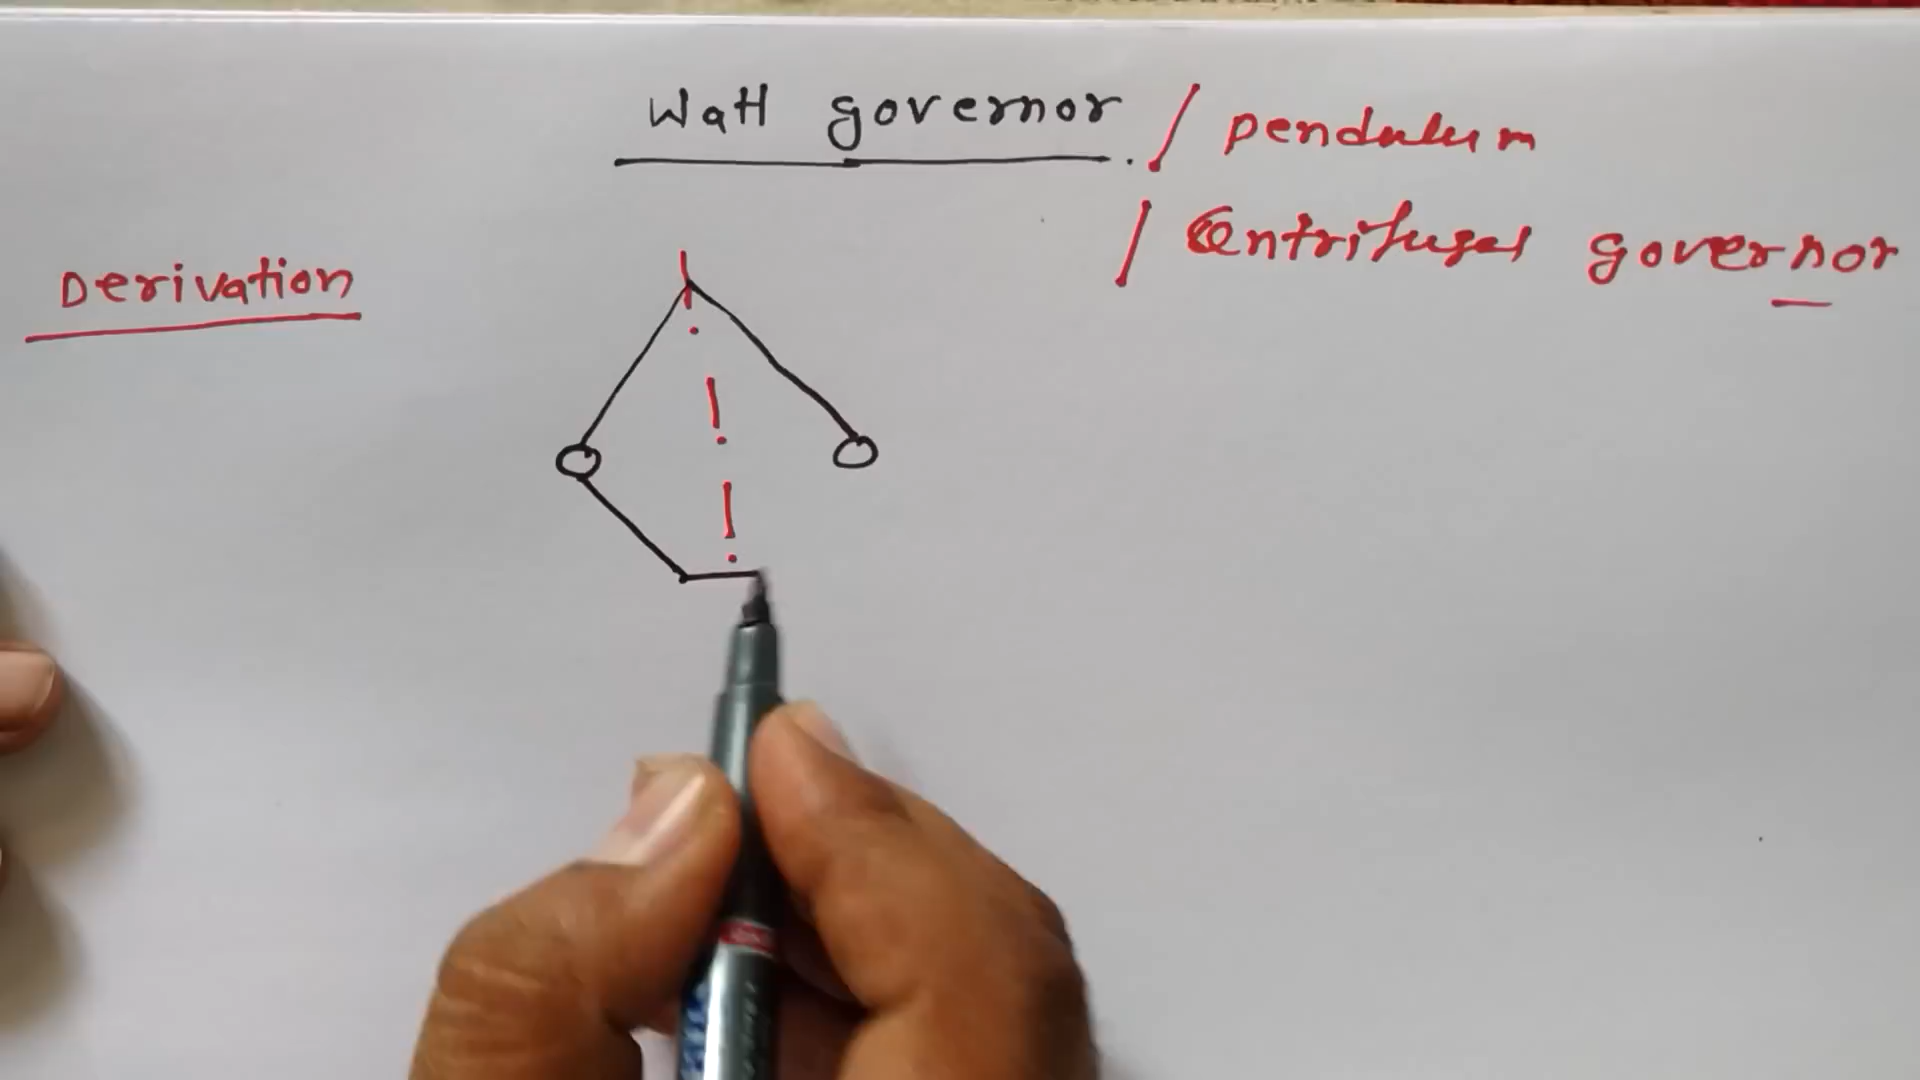 Watt governor. / pendulum
/ Centrifugal governor
Derivation